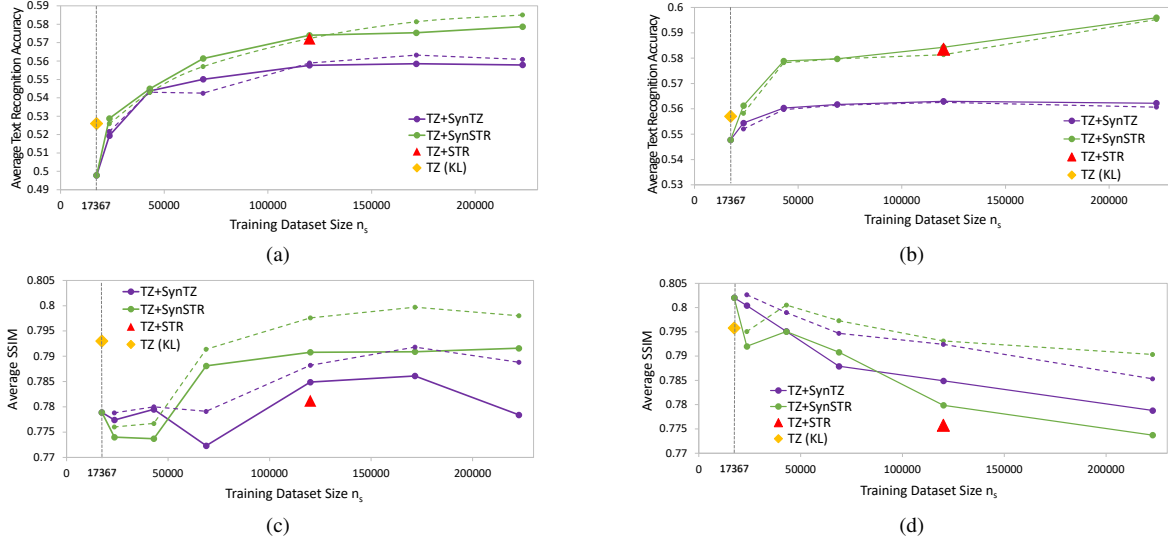 Average Text Recognition Accuracy
0.59
0.58
0.57
0.56
0.55
0.54
0.53
0.52
0.51
0.5
0.49
0
17367
50000
100000
150000
200000
Training Dataset Size ns
TZ+SynTZ
TZ+SynSTR
TZ+STR
TZ (KL)
(a)
Average Text Recognition Accuracy
0.6
0.59
0.58
0.57
0.56
0.55
0.54
0.53
0
17367
50000
100000
150000
200000
Training Dataset Size ns
TZ+SynTZ
TZ+SynSTR
TZ+STR
TZ (KL)
(b)
Average SSIM
0.805
0.8
0.795
0.79
0.785
0.78
0.775
0.77
0
17367
50000
100000
150000
200000
Training Dataset Size ns
TZ+SynTZ
TZ+SynSTR
TZ+STR
TZ (KL)
(c)
Average SSIM
0.805
0.8
0.795
0.79
0.785
0.78
0.775
0.77
0
17367
50000
100000
150000
200000
Training Dataset Size ns
TZ+SynTZ
TZ+SynSTR
TZ+STR
TZ (KL)
(d)